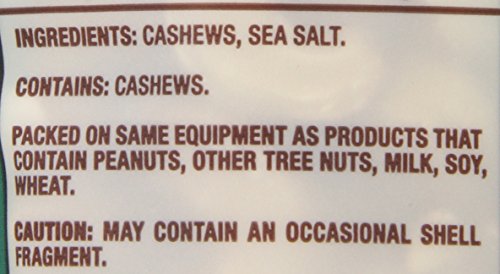 INGREDIENTS: CASHEWS, SEA SALT.
CONTAINS: CASHEWS.
PACKED ON SAME EQUIPMENT AS PRODUCTS THAT
CONTAIN PEANUTS, OTHER TREE NUTS, MILK, SOY,
WHEAT.
CAUTION: MAY CONTAIN AN OCCASIONAL SHELL
FRAGMENT.